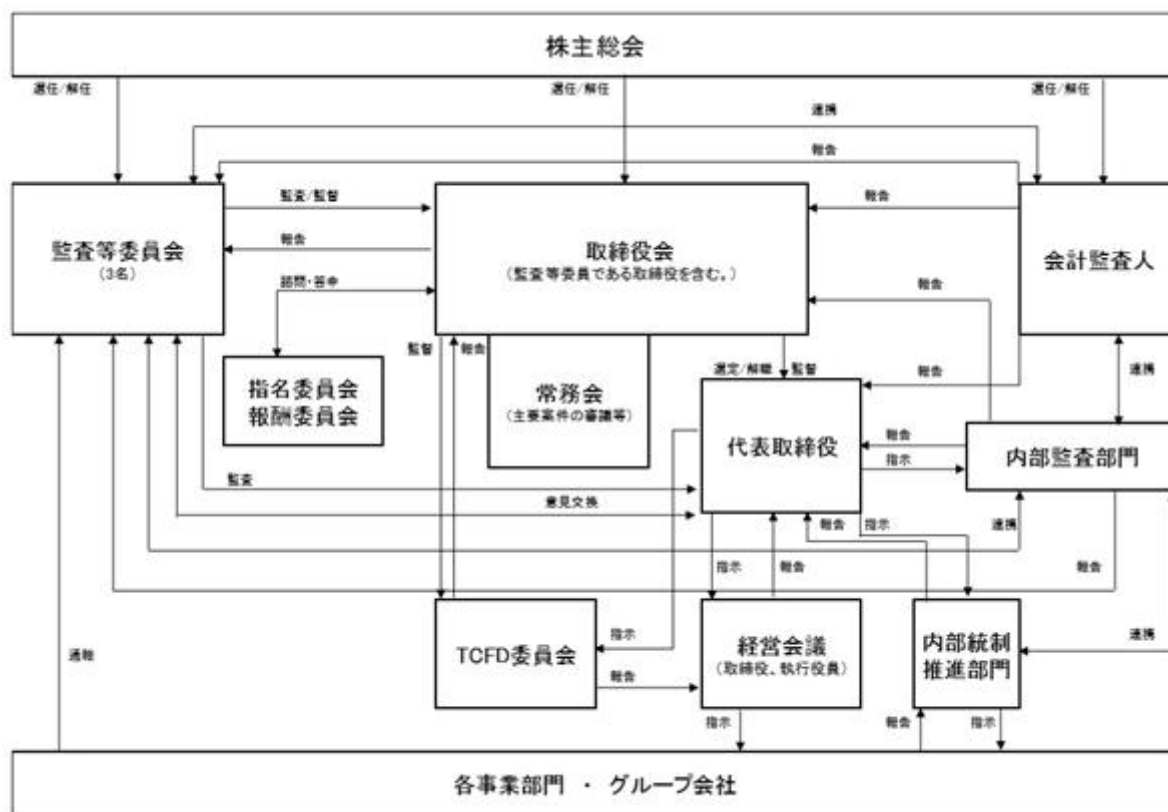 株主総会
選任/解任
選任/解任
選任/解任
連携
報告
監査等委員会
(3名)
監査/監督
報告
諮問・答申
取締役会
(監査等委員である取締役を含む。)
報告
報告
会計監査人
指名委員会
報酬委員会
監督
報告
常務会
(主要案件の審議等)
選定/解職
監督
報告
連携
代表取締役
報告
指示
内部監査部門
監査
意見交換
報告
指示
連携
指示
報告
報告
通報
TCFD委員会
指示
報告
経営会議
(取締役、執行役員)
内部統制
推進部門
連携
指示
報告
指示
各事業部門 ・ グループ会社